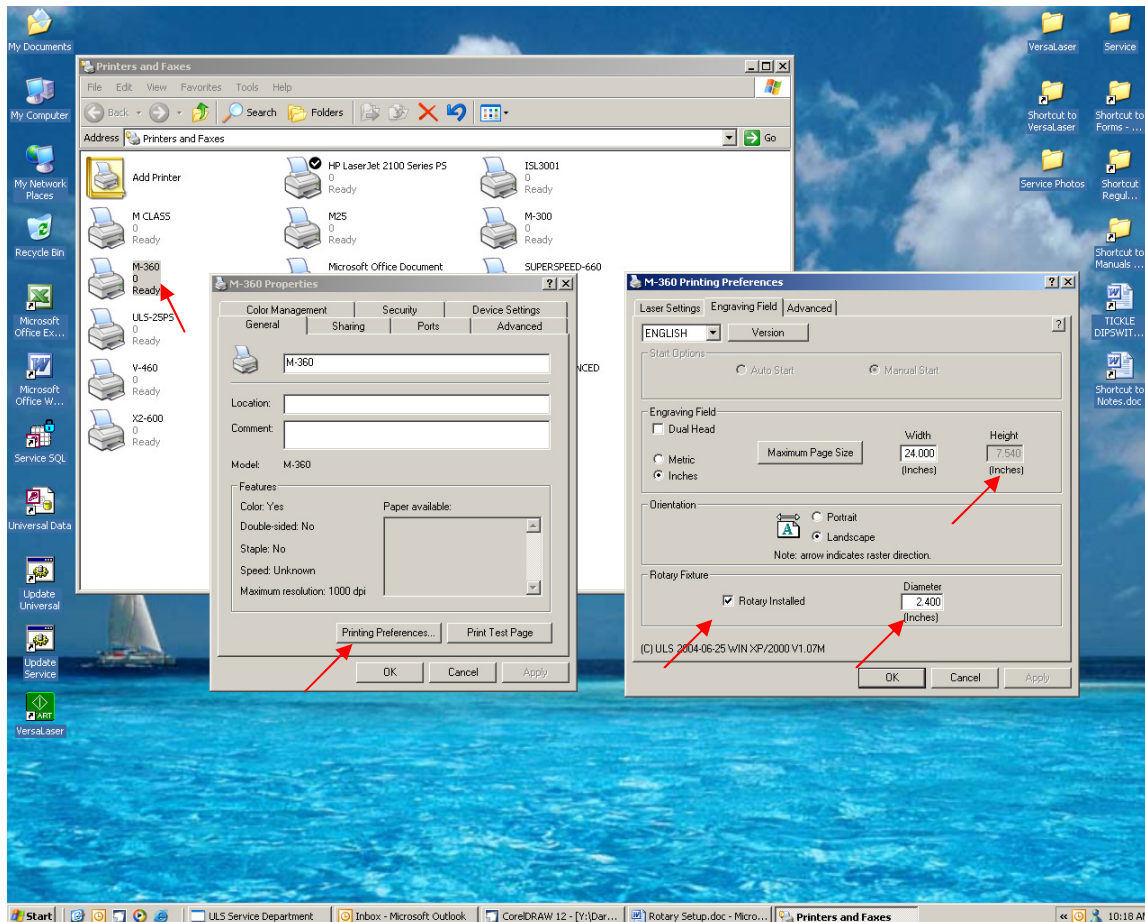 My Documents
My Computer
My Network
Places
Recycle Bin
Microsoft
Office Ex...
Microsoft
Office W...
Service SQL
Universal Data
Update
Universal
Update
Service
ART
VersaLaser
Printers and Faxes
File Edit View Favorites Tools Help
Back Search Folders
Address Printers and Faxes Go
Add Printer
HP LaserJet 2100 Series PS
0
Ready
ISL3001
0
Ready
M CLASS
0
Ready
M25
0
Ready
M-300
0
Ready
M-360
0
Ready
Microsoft Office Document
SUPERSPEED-660
ULS-25PS
0
Ready
V-460
0
Ready
NCED
X2-600
0
Ready
M-360 Properties
Color Management Security Device Settings
General Sharing Ports Advanced
M-360
Location:
Comment:
Model: M-360
Features
Color: Yes Paper available:
Double-sided: No
Staple: No
Speed: Unknown
Maximum resolution: 1000 dpi
Printing Preferences... Print Test Page
OK Cancel Apply
M-360 Printing Preferences
Laser Settings Engraving Field Advanced
ENGLISH Version
Start Options
Auto Start Manual Start
Engraving Field
Dual Head
Metric
Inches
Maximum Page Size
Width Height
24.000 7.540
(Inches) (Inches)
Orientation
A
Portrait
Landscape
Note: arrow indicates raster direction.
Rotary Fixture
Rotary Installed
Diameter
2.400
(Inches)
(C) ULS 2004-06-25 WIN XP/2000 V1.07M
OK Cancel Apply
VersaLaser
Service
Shortcut to
VersaLaser
Shortcut to
Forms - ...
Service Photos
Shortcut
Regul...
Shortcut to
Manuals ...
TICKLE
DIPSWIT...
Shortcut to
Notes.doc
Start ULS Service Department Inbox - Microsoft Outlook CorelDRAW 12 - [Y:\Dar... Rotary Setup.doc - Micro... Printers and Faxes 10:18 AM